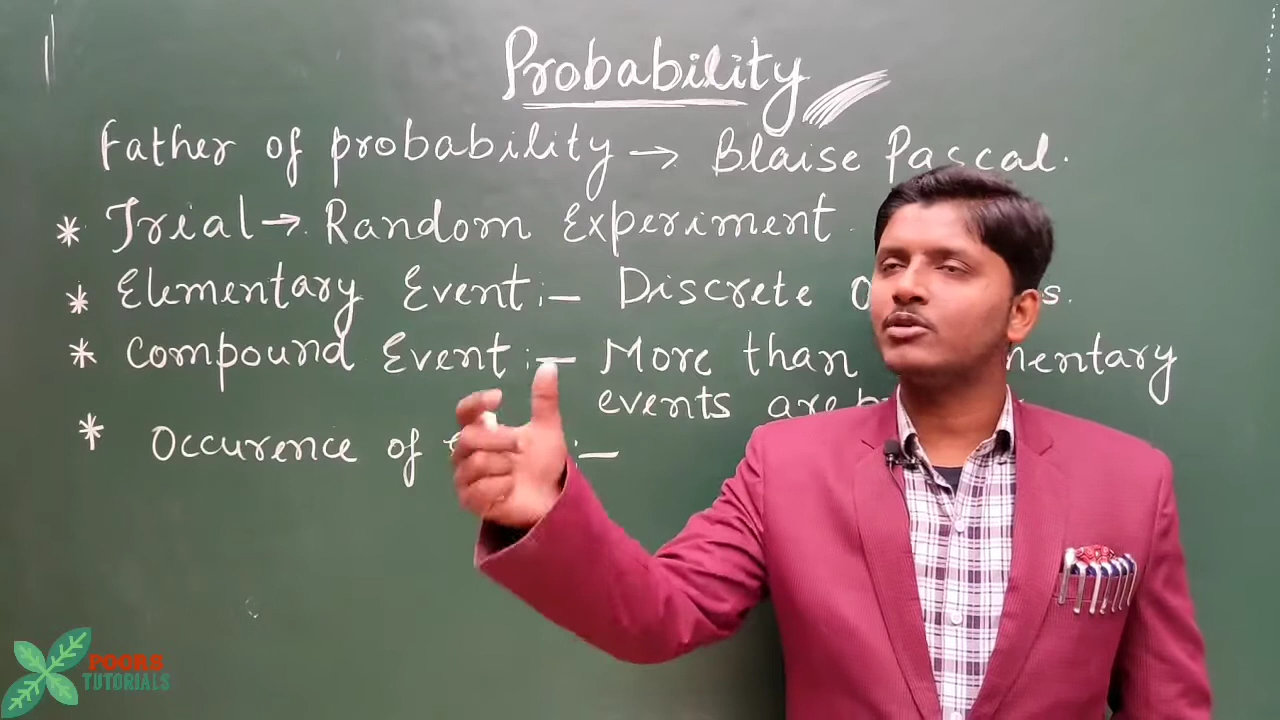 Probability
Father of probability → Blaise Pascal.
* Trial → Random Experiment.
* Elementary Event :— Discrete
* Compound Event :— More than
events are
* Occurence of :—
POGRS
TUTORIALS